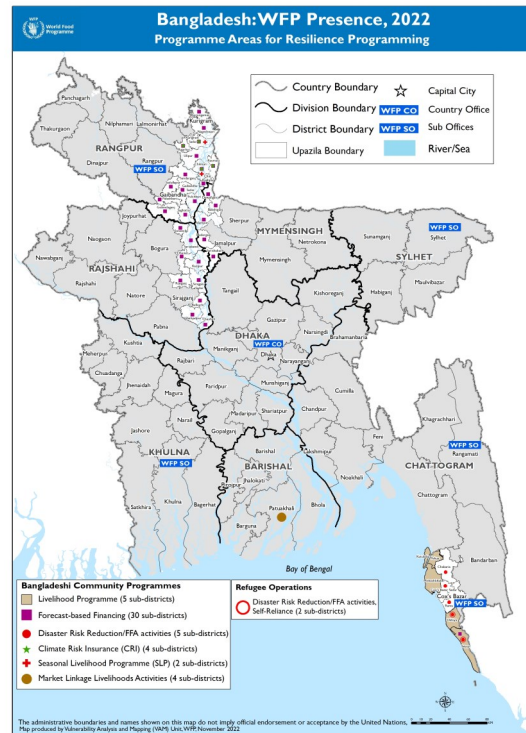 World Food
Programme
Bangladesh: WFP Presence, 2022
Programme Areas for Resilience Programming
Country Boundary
Capital City
Division Boundary
WFP CO
Country Office
District Boundary
WFP SO
Sub Offices
Upazila Boundary
River/Sea
Panchagarh
Kurigram
Thakurgaon
Nilphamari
Lalmonirhat
RANGPUR
Dinajpur
Rangpur
WFP SO
Gaibandha
Joypurhat
Sherpur
MYMENSINGH
Sunamganj
WFP SO
Sylhet
Naogaon
Bogura
Jamalpur
Netrokona
SYLHET
Nawabganj
RAJSHAHI
Mymensingh
Habiganj
Maulvibazar
Rajshahi
Tangail
Kishoreganj
Natore
Sirajganj
Gazipur
Pabna
DHAKA
Narsingdi
WFP CO
Brahamanbaria
Kushtia
Manikganj
Dhaka
Narayanganj
Meherpur
Rajbari
Chuadanga
Munshiganj
Jhenaidah
Faridpur
Cumilla
Magura
Khagrachhari
Madaripur
Shariatpur
Chandpur
Narail
Gopalganj
Jashore
Feni
WFP SO
Rangamati
KHULNA
Barishal
Lakshmipur
WFP SO
BARISHAL
Noakhali
CHATTOGRAM
Pirojpur
Jhalokati
Khulna
Bagerhat
Patuakhali
Bhola
Chattogram
Satkhira
Barguna
Bandarban
Bay of Bengal
Cox's Bazar
WFP SO
Bangladeshi Community Programmes
Livelihood Programme (5 sub-districts)
Forecast-based Financing (30 sub-districts)
Disaster Risk Reduction/FFA activities (5 sub-districts)
Climate Risk Insurance (CRI) (4 sub-districts)
Seasonal Livelihood Programme (SLP) (2 sub-districts)
Market Linkage Livelihoods Activities (4 sub-districts)
Refugee Operations
Disaster Risk Reduction/FFA activities,
Self-Reliance (2 sub-districts)
The administrative boundaries and names shown on this map do not imply official endorsement or acceptance by the United Nations,
Map produced by Vulnerability Analysis and Mapping (VAM) Unit, WFP, November 2022